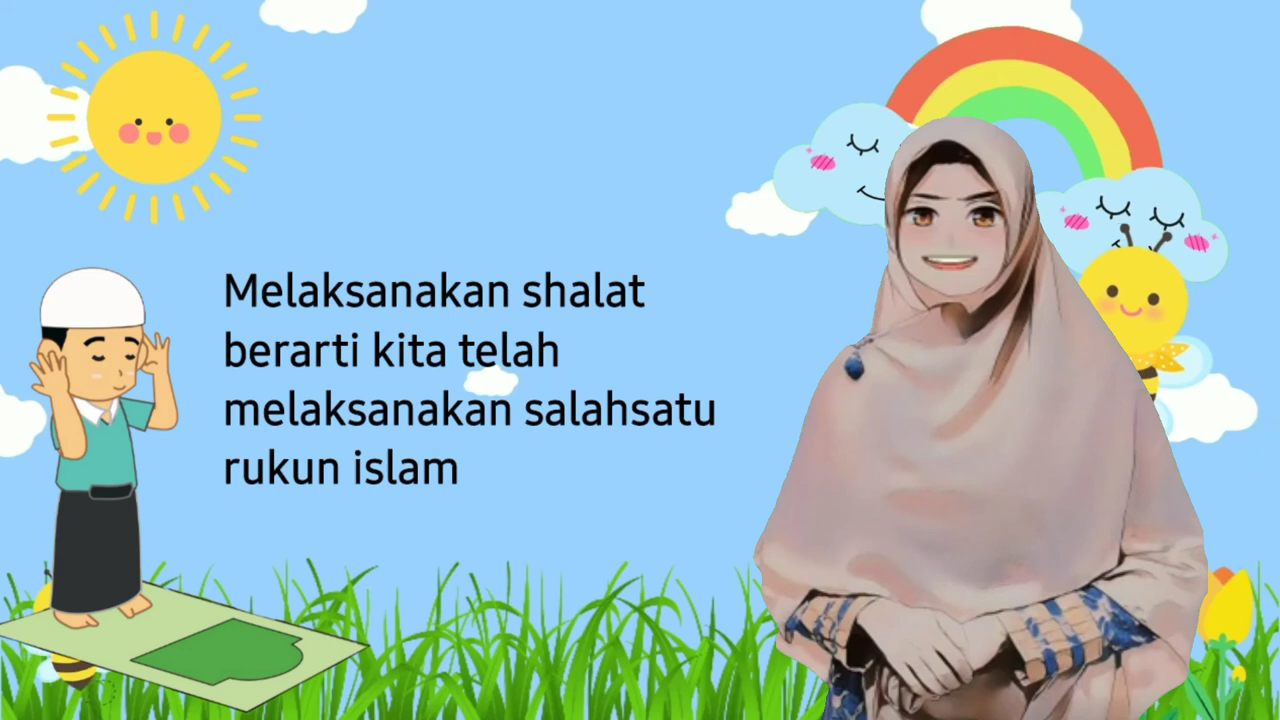 Melaksanakan shalat
berarti kita telah
melaksanakan salahsatu
rukun islam